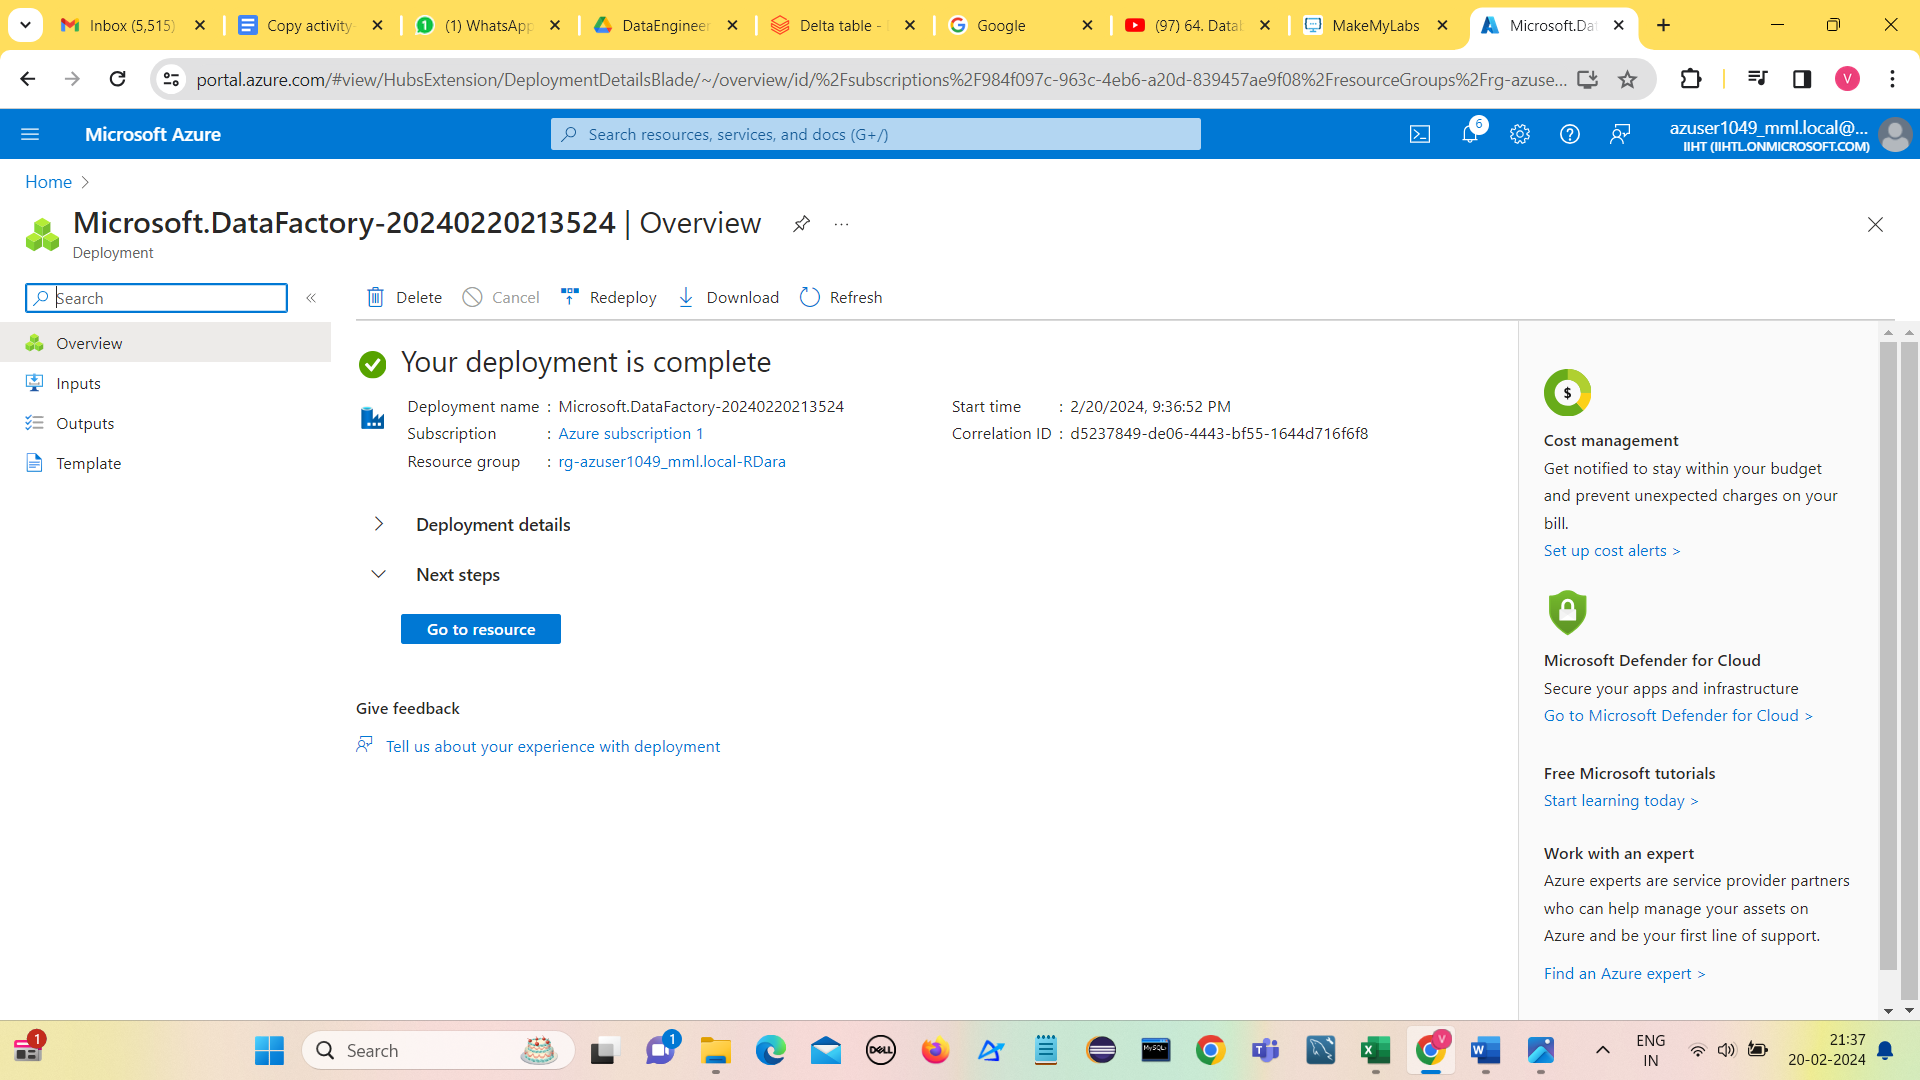 Inbox (5,515)
Copy activity-
(1) WhatsApp
DataEngineer
Delta table -
Google
(97) 64. Datab
MakeMyLabs
Microsoft.Dat
portal.azure.com/#view/HubsExtension/DeploymentDetailsBlade/~/overview/id/%2Fsubscriptions%2F984f097c-963c-4eb6-a20d-839457ae9f08%2FresourceGroups%2Frg-azuse...
V
Microsoft Azure
Search resources, services, and docs (G+/)
6
azuser1049_mml.local@...
IIHT (IIHTL.ONMICROSOFT.COM)
Home
Microsoft.DataFactory-20240220213524 | Overview
Deployment
Search
Delete
Cancel
Redeploy
Download
Refresh
Overview
Inputs
Outputs
Template
Your deployment is complete
Deployment name : Microsoft.DataFactory-20240220213524
Subscription : Azure subscription 1
Resource group : rg-azuser1049_mml.local-RDara
Start time : 2/20/2024, 9:36:52 PM
Correlation ID : d5237849-de06-4443-bf55-1644d716f6f8
Deployment details
Next steps
Go to resource
Give feedback
Tell us about your experience with deployment
$
Cost management
Get notified to stay within your budget
and prevent unexpected charges on your
bill.
Set up cost alerts >
Microsoft Defender for Cloud
Secure your apps and infrastructure
Go to Microsoft Defender for Cloud >
Free Microsoft tutorials
Start learning today >
Work with an expert
Azure experts are service provider partners
who can help manage your assets on
Azure and be your first line of support.
Find an Azure expert >
1
Search
1
DELL
MySQL
V
ENG
IN
21:37
20-02-2024